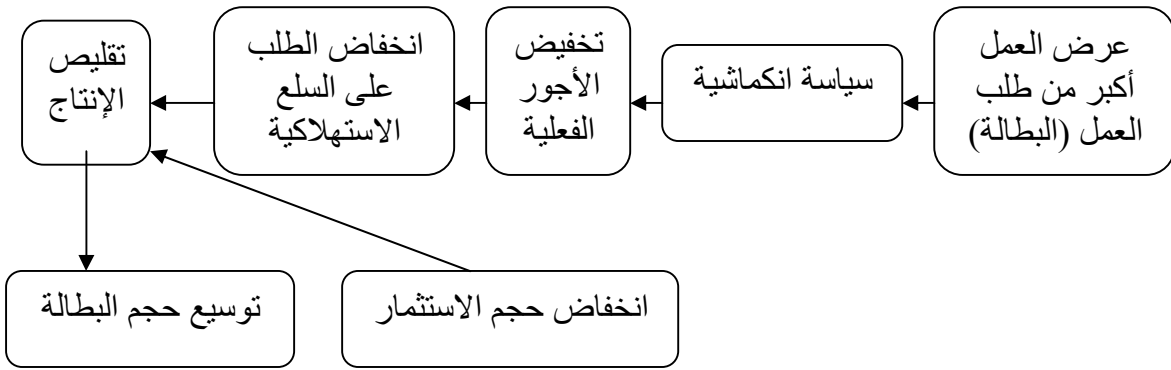 عرض العمل
أكبر من طلب
العمل (البطالة)
سياسة انكماشية
تخفيض
الأجور
الفعلية
انخفاض الطلب
على السلع
الاستهلاكية
تقليص
الإنتاج
انخفاض حجم الاستثمار
توسيع حجم البطالة